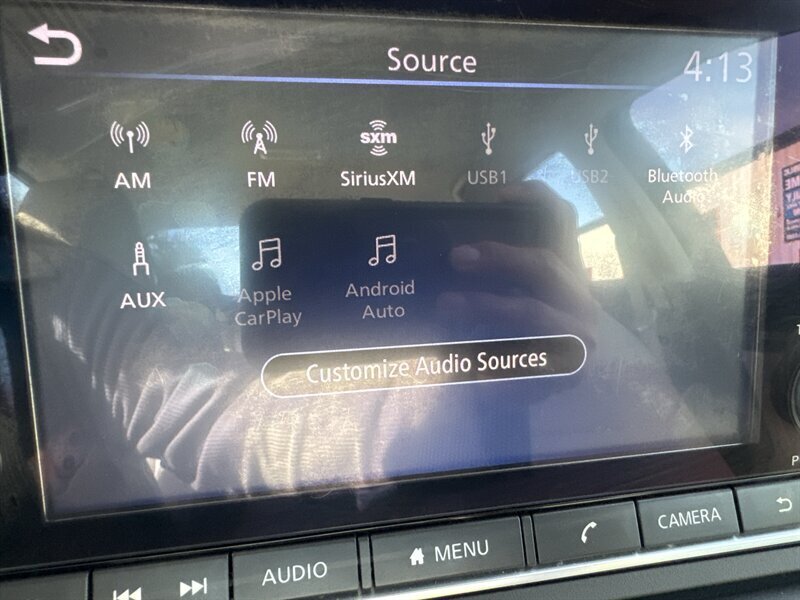 Source
4:13
AM
FM
sxm
SiriusXM
USB1
USB2
Bluetooth
Audio
AUX
Apple
CarPlay
Android
Auto
Customize Audio Sources
AUDIO
MENU
CAMERA